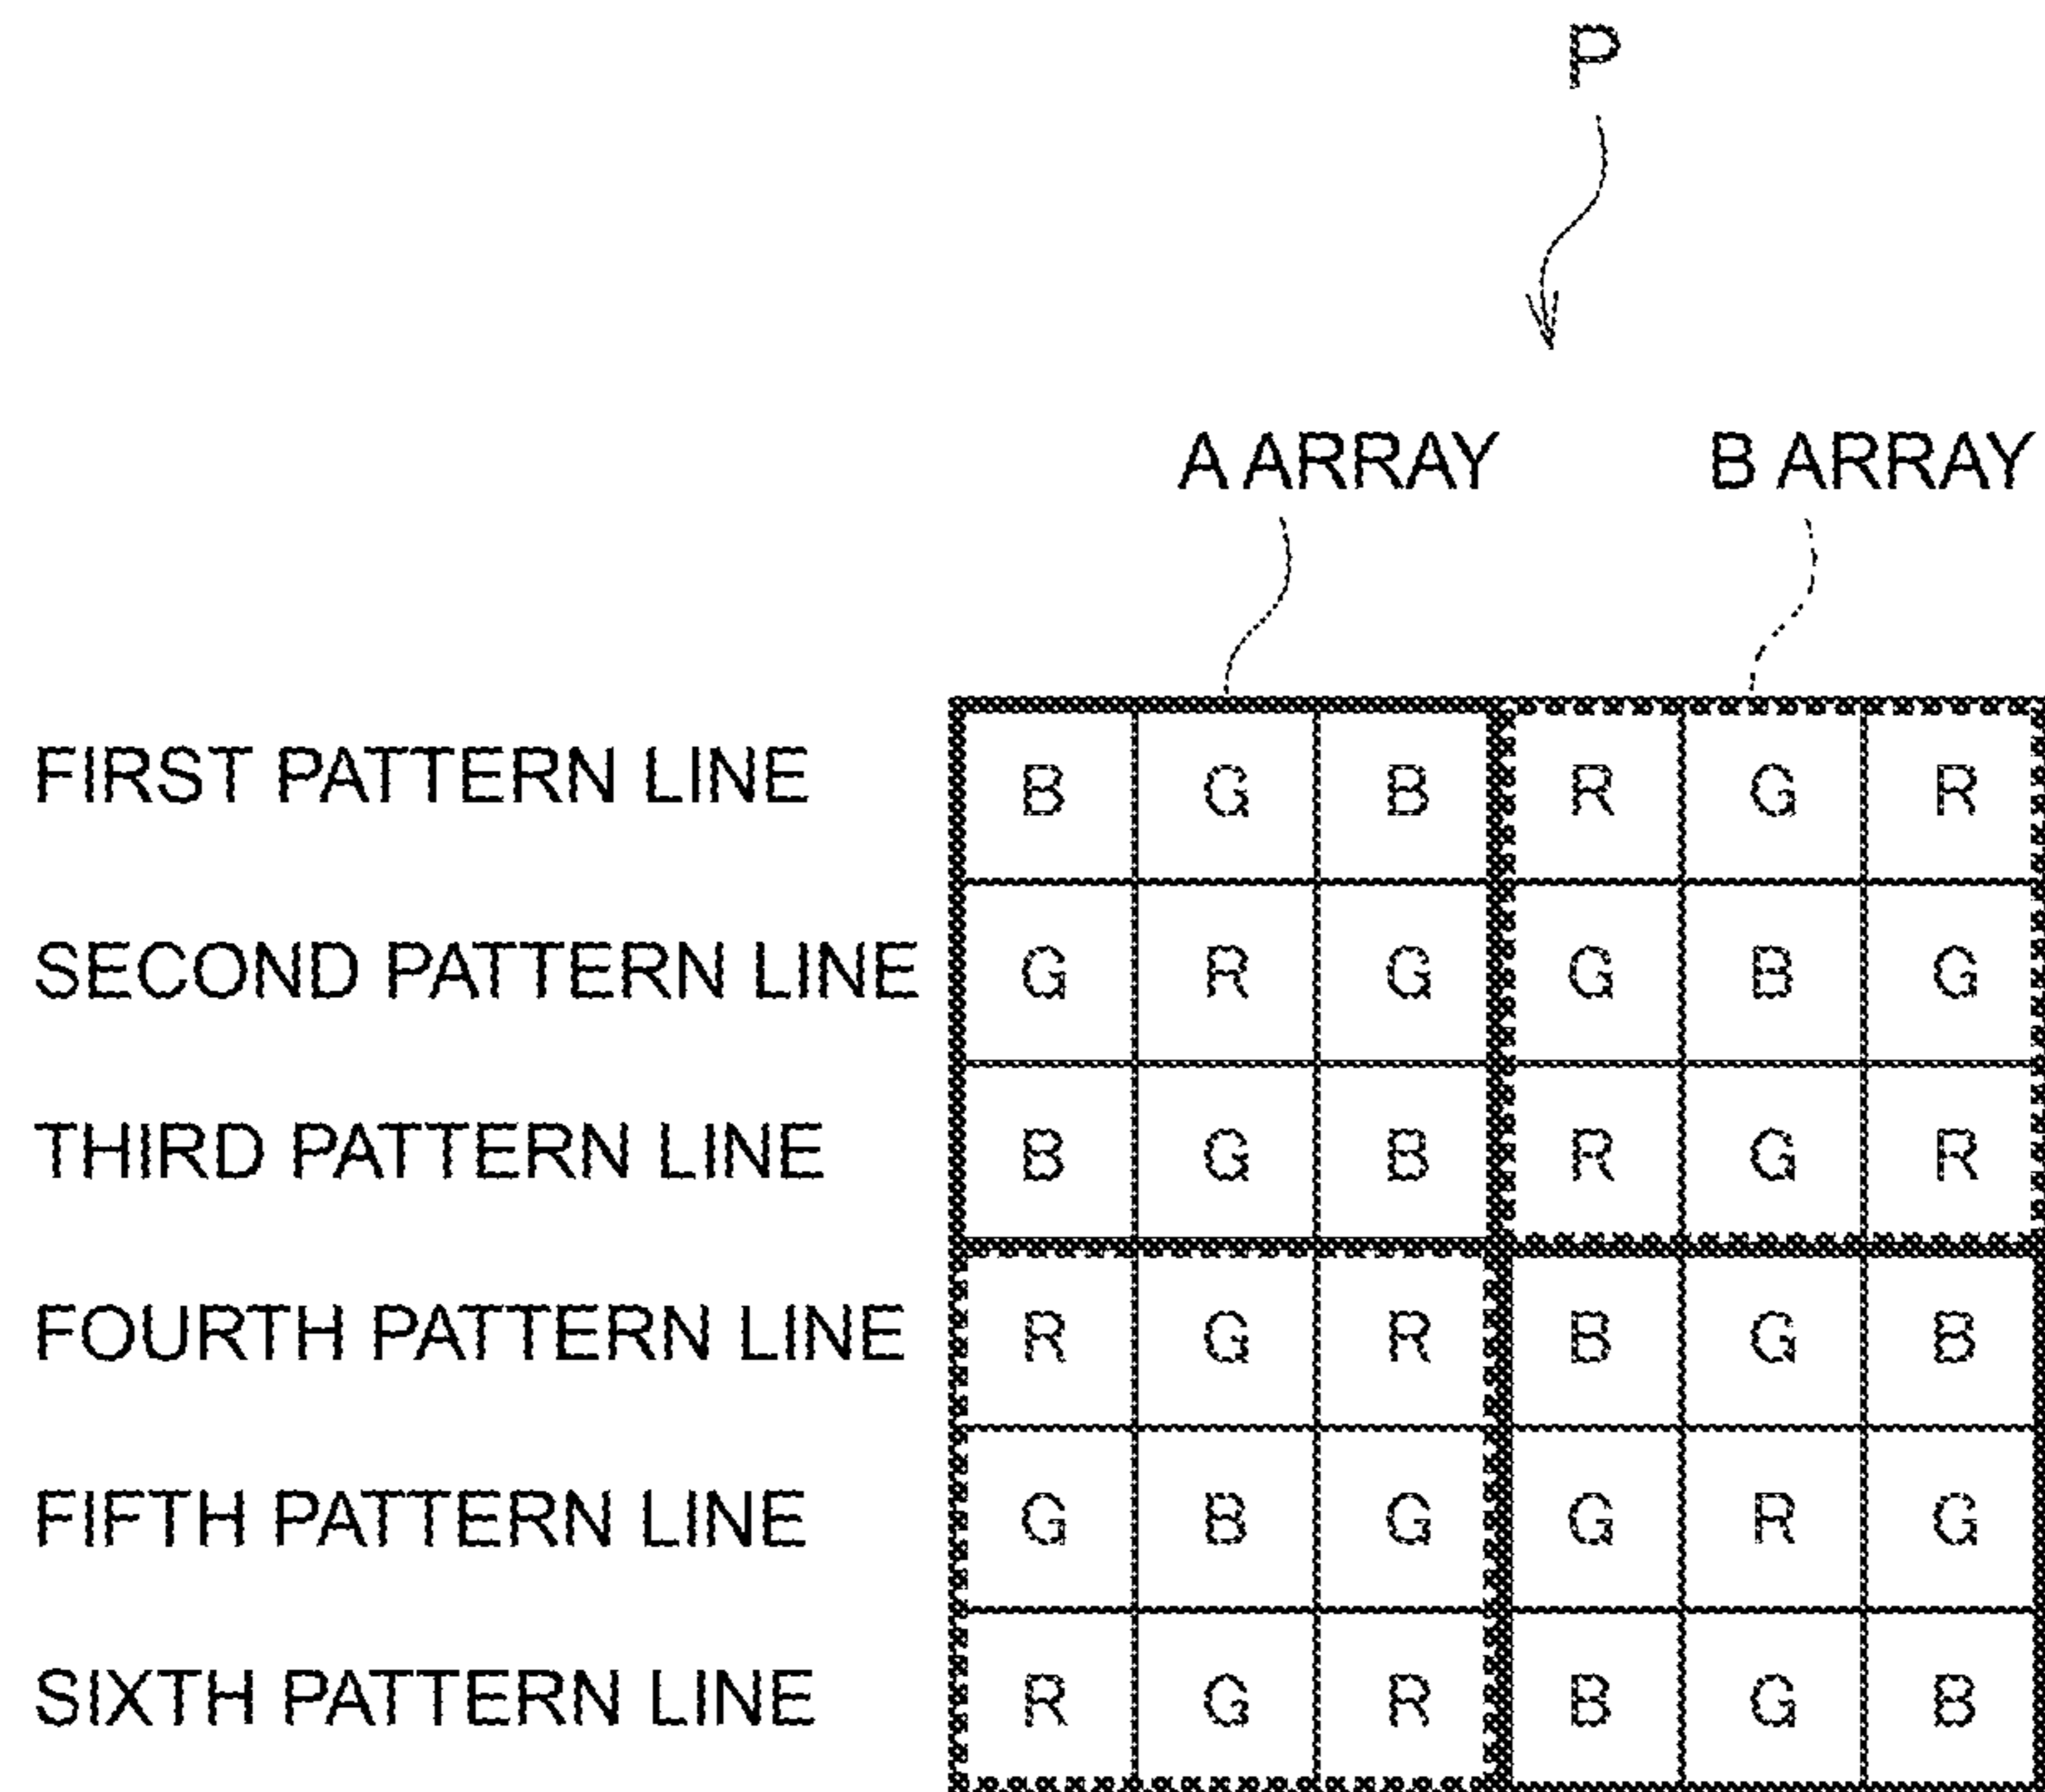 P
A ARRAY B ARRAY
FIRST PATTERN LINE B G B R G R
SECOND PATTERN LINE G R G G B G
THIRD PATTERN LINE B G B R G R
FOURTH PATTERN LINE R G R B G B
FIFTH PATTERN LINE G B G G R G
SIXTH PATTERN LINE R G R B G B